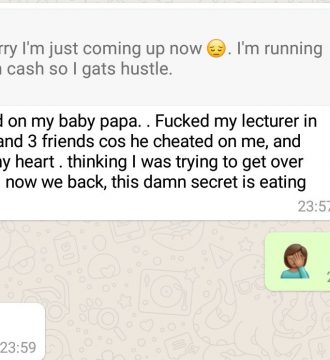 rry I'm just coming up now 😔. I'm running
cash so I gats hustle.
on my baby papa. . Fucked my lecturer in
and 3 friends cos he cheated on me, and
my heart . thinking I was trying to get over
now we back, this damn secret is eating
23:57
🤦🏾‍♀️
23:59